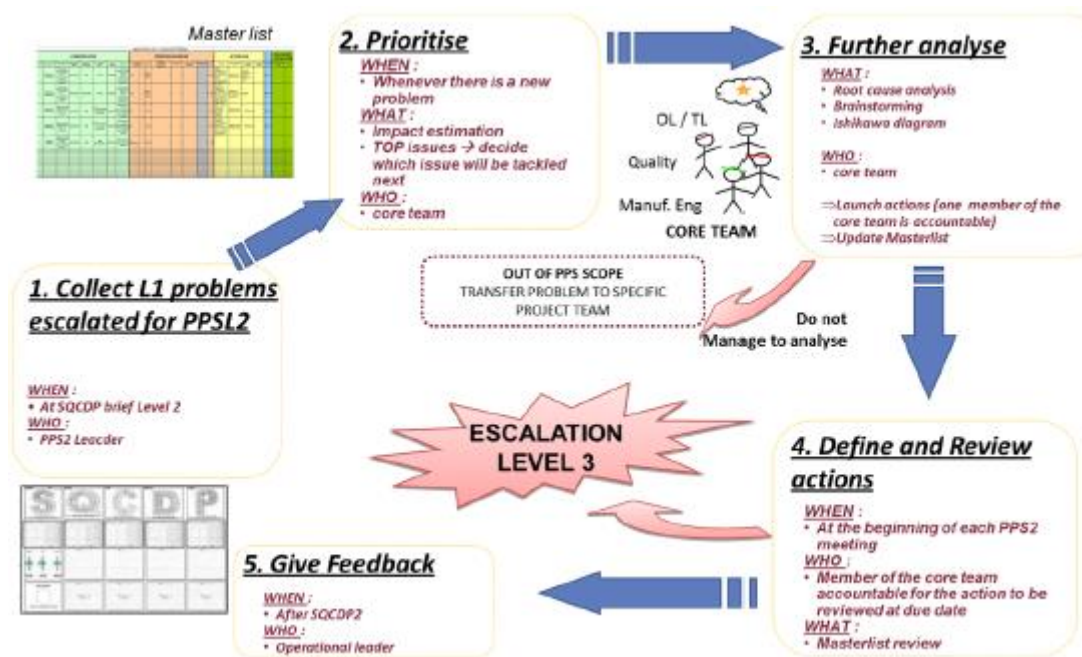 Master list
1. Collect L1 problems
escalated for PPSL2
WHEN :
• At SQCDP brief Level 2
WHO :
• PPS2 Leader
S Q C D P
2. Prioritise
WHEN :
• Whenever there is a new
problem
WHAT :
• Impact estimation
• TOP issues → decide
which issue will be tackled
next
WHO :
• core team
OL / TL
Quality
Manuf. Eng
CORE TEAM
3. Further analyse
WHAT :
• Root cause analysis
• Brainstorming
• Ishikawa diagram
WHO :
• core team
⇒Launch actions (one member of the
core team is accountable)
⇒Update Masterlist
OUT OF PPS SCOPE
TRANSFER PROBLEM TO SPECIFIC
PROJECT TEAM
Do not
Manage to analyse
ESCALATION
LEVEL 3
4. Define and Review
actions
WHEN :
• At the beginning of each PPS2
meeting
WHO :
• Member of the core team
accountable for the action to be
reviewed at due date
WHAT :
• Masterlist review
5. Give Feedback
WHEN :
• After SQCDP2
WHO :
• Operational leader